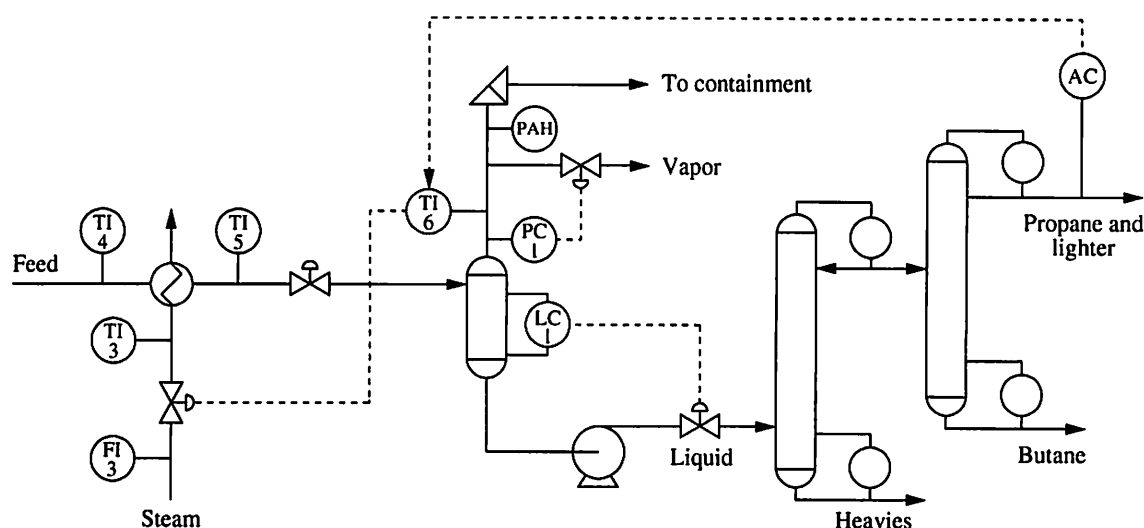 AC
To containment
PAH
Vapor
TI
6
TI
4
TI
5
PC
1
Propane and
lighter
Feed
TI
3
LC
1
FI
3
Liquid
Butane
Steam
Heavies